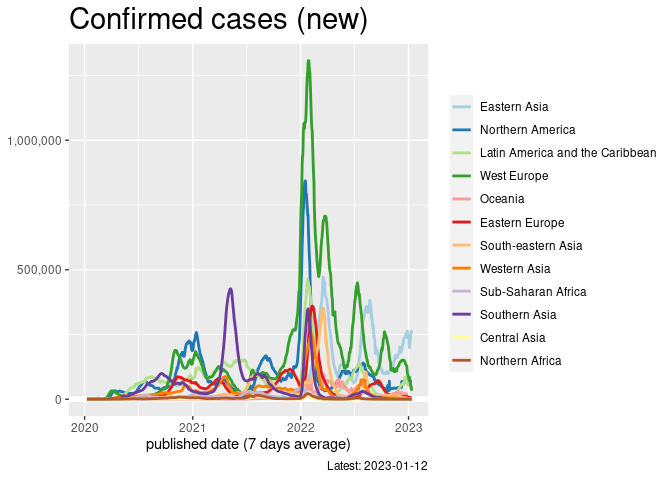 Confirmed cases (new)
1,000,000
500,000
0
2020
2021
2022
2023
published date (7 days average)
Latest: 2023-01-12
Eastern Asia
Northern America
Latin America and the Caribbean
West Europe
Oceania
Eastern Europe
South-eastern Asia
Western Asia
Sub-Saharan Africa
Southern Asia
Central Asia
Northern Africa